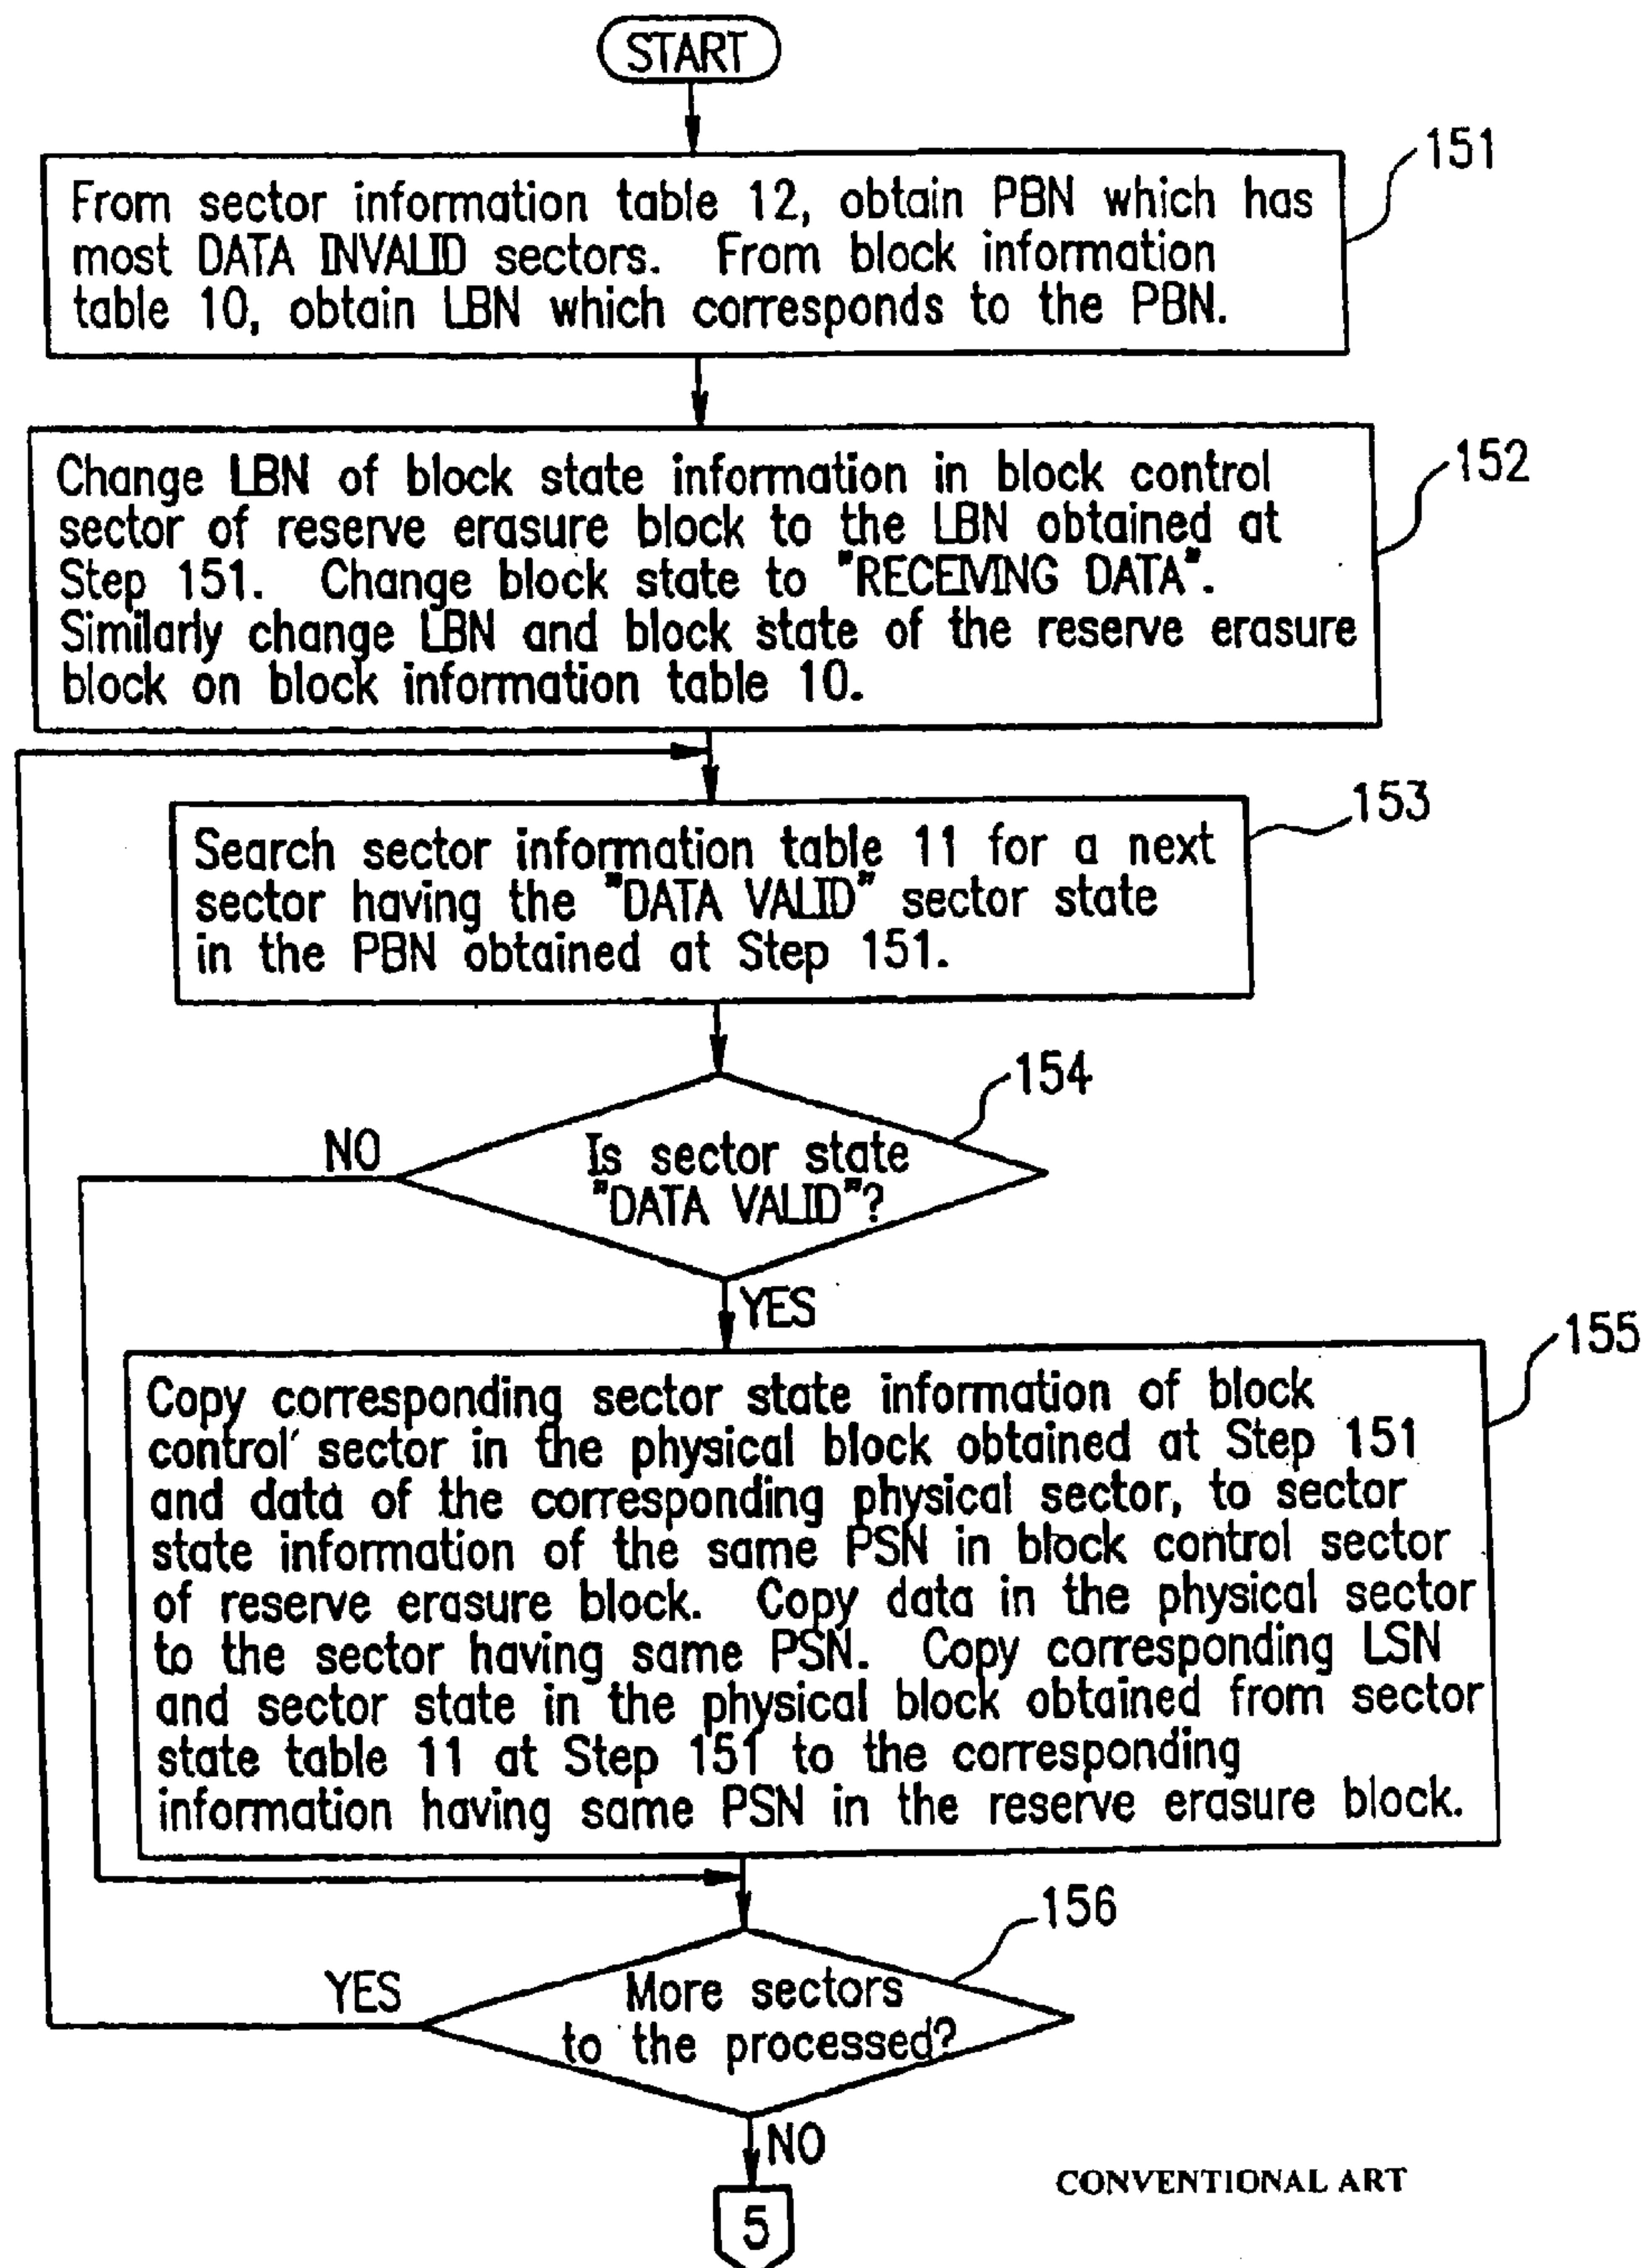 START
151
From sector information table 12, obtain PBN which has
most DATA INVALID sectors. From block information
table 10, obtain LBN which corresponds to the PBN.
152
Change LBN of block state information in block control
sector of reserve erasure block to the LBN obtained at
Step 151. Change block state to "RECEIVING DATA".
Similarly change LBN and block state of the reserve erasure
block on block information table 10.
153
Search sector information table 11 for a next
sector having the "DATA VALID" sector state
in the PBN obtained at Step 151.
154
NO
Is sector state
"DATA VALID"?
YES
155
Copy corresponding sector state information of block
control sector in the physical block obtained at Step 151
and data of the corresponding physical sector, to sector
state information of the same PSN in block control sector
of reserve erasure block. Copy data in the physical sector
to the sector having same PSN. Copy corresponding LSN
and sector state in the physical block obtained from sector
state table 11 at Step 151 to the corresponding
information having same PSN in the reserve erasure block.
156
YES
More sectors
to the processed?
NO
CONVENTIONAL ART
5